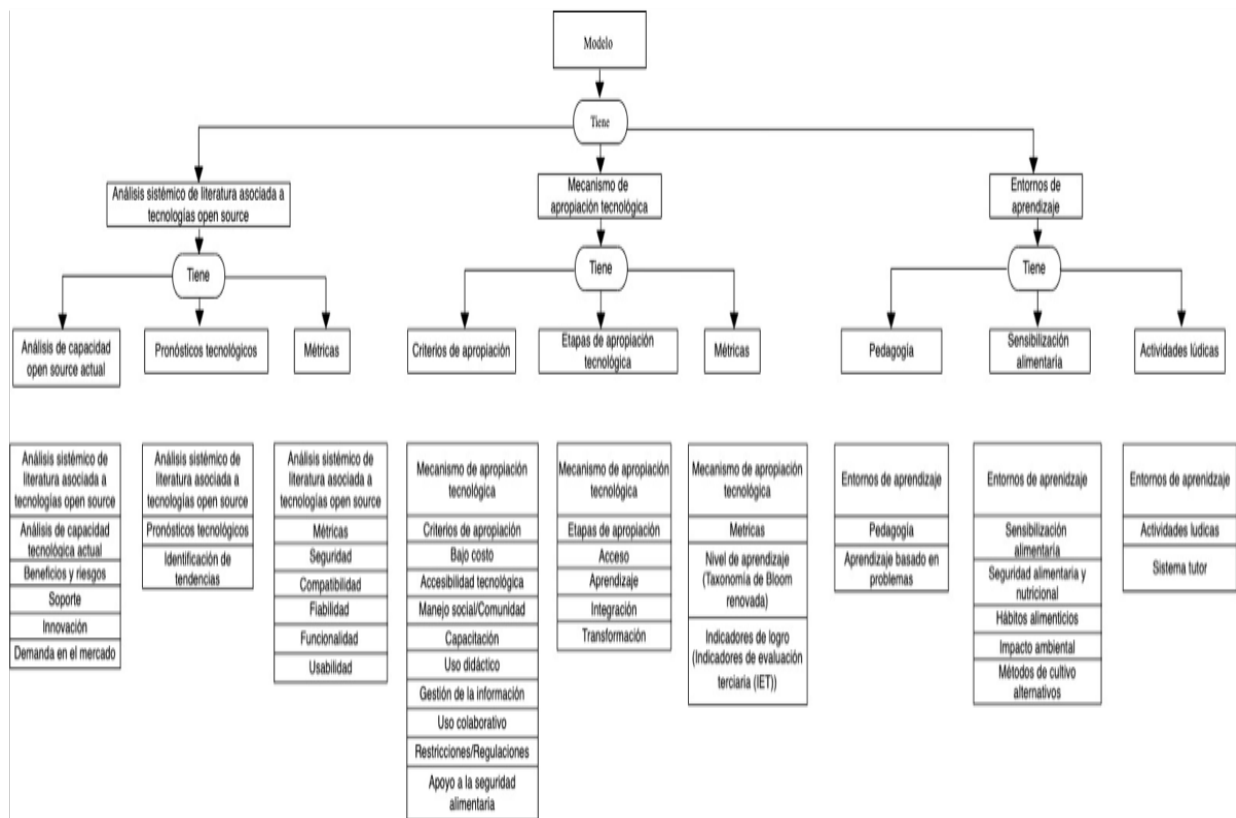 Modelo
Tiene
Análisis sistémico de literatura asociada a
tecnologías open source
Mecanismo de
apropiación tecnológica
Entornos de
aprendizaje
Tiene
Tiene
Tiene
Análisis de capacidad
open source actual
Pronósticos tecnológicos
Métricas
Criterios de apropiación
Etapas de apropiación
tecnológica
Métricas
Pedagogía
Sensibilización
alimentaría
Actividades lúdicas
Análisis sistémico de
literatura asociada a
tecnologías open source
Análisis de capacidad
tecnológica actual
Beneficios y riesgos
Soporte
Innovación
Demanda en el mercado
Análisis sistémico de
literatura asociada a
tecnologías open source
Pronósticos tecnológicos
Identificación de
tendencias
Análisis sistémico de
literatura asociada a
tecnologías open source
Métricas
Seguridad
Compatibilidad
Fiabilidad
Funcionalidad
Usabilidad
Mecanismo de apropiación
tecnológica
Criterios de apropiación
Bajo costo
Accesibilidad tecnológica
Manejo social/Comunidad
Capacitación
Uso didáctico
Gestión de la información
Uso colaborativo
Restricciones/Regulaciones
Apoyo a la seguridad
alimentaria
Mecanismo de apropiación
tecnológica
Etapas de apropiación
Acceso
Aprendizaje
Integración
Transformación
Mecanismo de apropiación
tecnológica
Metricas
Nivel de aprendizaje
(Taxonomía de Bloom
renovada)
Indicadores de logro
(Indicadores de evaluación
terciaria (IET))
Entornos de aprendizaje
Pedagogía
Aprendizaje basado en
problemas
Entornos de aprenidzaje
Sensibilización
alimentaría
Seguridad alimentaria y
nutricional
Hábitos alimenticios
Impacto ambiental
Métodos de cultivo
alternativos
Entornos de aprenidzaje
Actividades ludicas
Sistema tutor